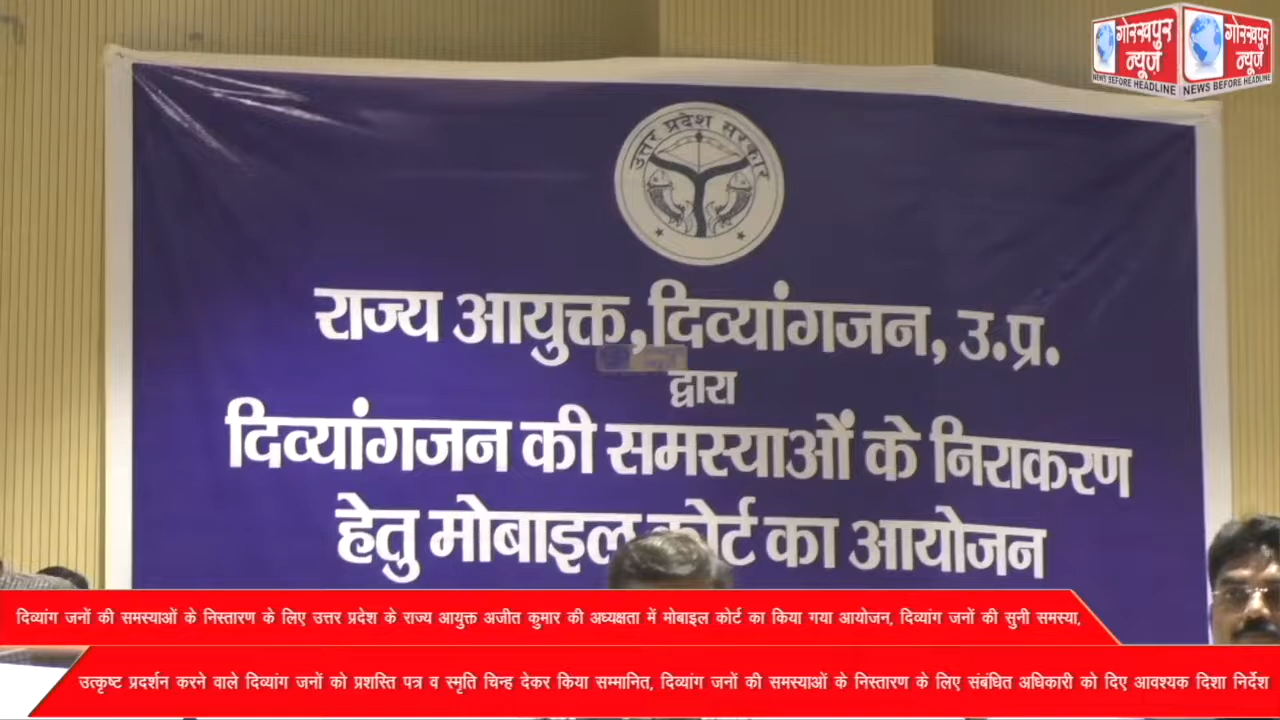 गोरखपुर गोरखपुर
न्यूज़ न्यूज़
NEWS BEFORE HEADLINE NEWS BEFORE HEADLINE
उत्तर प्रदेश सरकार
राज्य आयुक्त, दिव्यांगजन, उ.प्र.
द्वारा
दिव्यांगजन की समस्याओं के निराकरण
हेतु मोबाइल कोर्ट का आयोजन
दिव्यांग जनों की समस्याओं के निस्तारण के लिए उत्तर प्रदेश के राज्य आयुक्त अजीत कुमार की अध्यक्षता में मोबाइल कोर्ट का किया गया आयोजन, दिव्यांग जनों की सुनी समस्या,
उत्कृष्ट प्रदर्शन करने वाले दिव्यांग जनों को प्रशस्ति पत्र व स्मृति चिन्ह देकर किया सम्मानित, दिव्यांग जनों की समस्याओं के निस्तारण के लिए संबंधित अधिकारी को दिए आवश्यक दिशा निर्देश